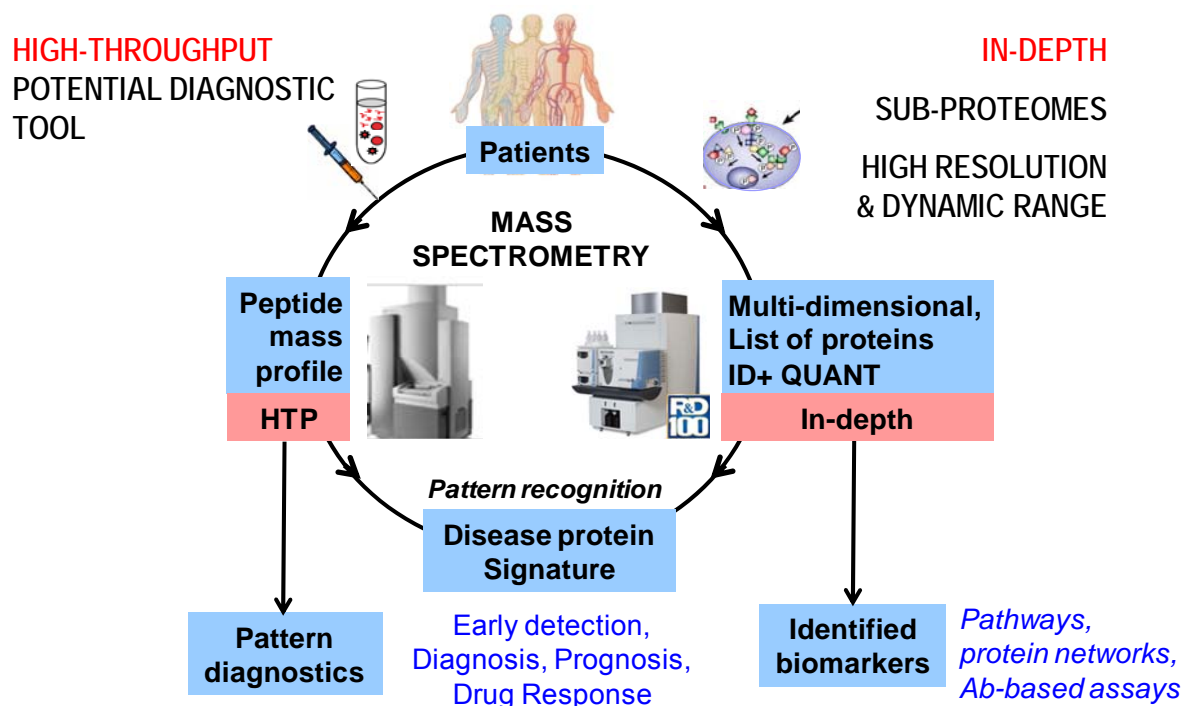 HIGH-THROUGHPUT
POTENTIAL DIAGNOSTIC
TOOL
IN-DEPTH
SUB-PROTEOMES
HIGH RESOLUTION
& DYNAMIC RANGE
Patients
MASS
SPECTROMETRY
Peptide
mass
profile
HTP
Multi-dimensional,
List of proteins
ID+ QUANT
In-depth
R&D
100
Pattern recognition
Disease protein
Signature
Pattern
diagnostics
Early detection,
Diagnosis, Prognosis,
Drug Response
Identified
biomarkers
Pathways,
protein networks,
Ab-based assays